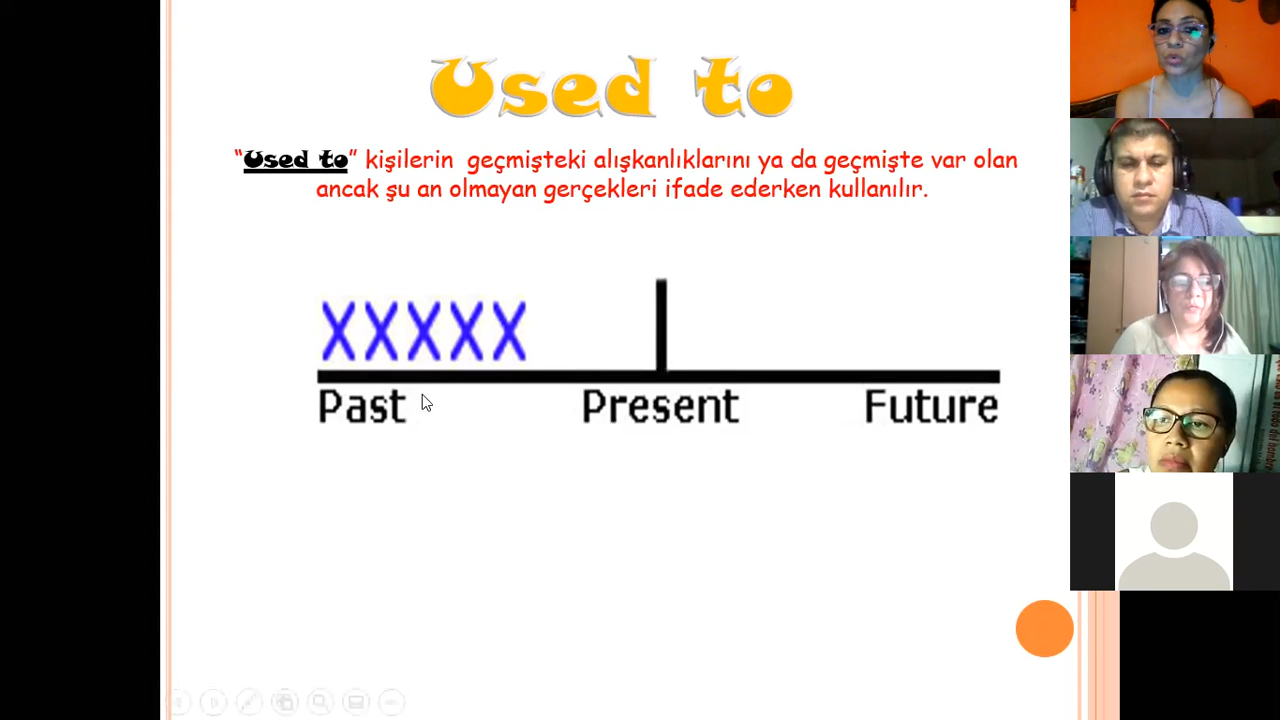 Used to
“Used to” kişilerin geçmişteki alışkanlıklarını ya da geçmişte var olan
ancak şu an olmayan gerçekleri ifade ederken kullanılır.
XXXXX
Past Present Future